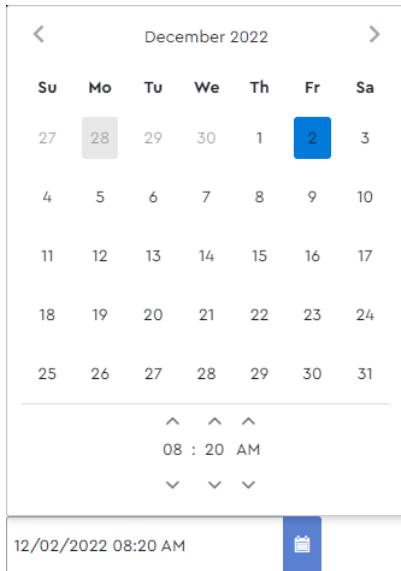 December 2022
Su Mo Tu We Th Fr Sa
27 28 29 30 1 2 3
4 5 6 7 8 9 10
11 12 13 14 15 16 17
18 19 20 21 22 23 24
25 26 27 28 29 30 31
08 : 20 AM
12/02/2022 08:20 AM